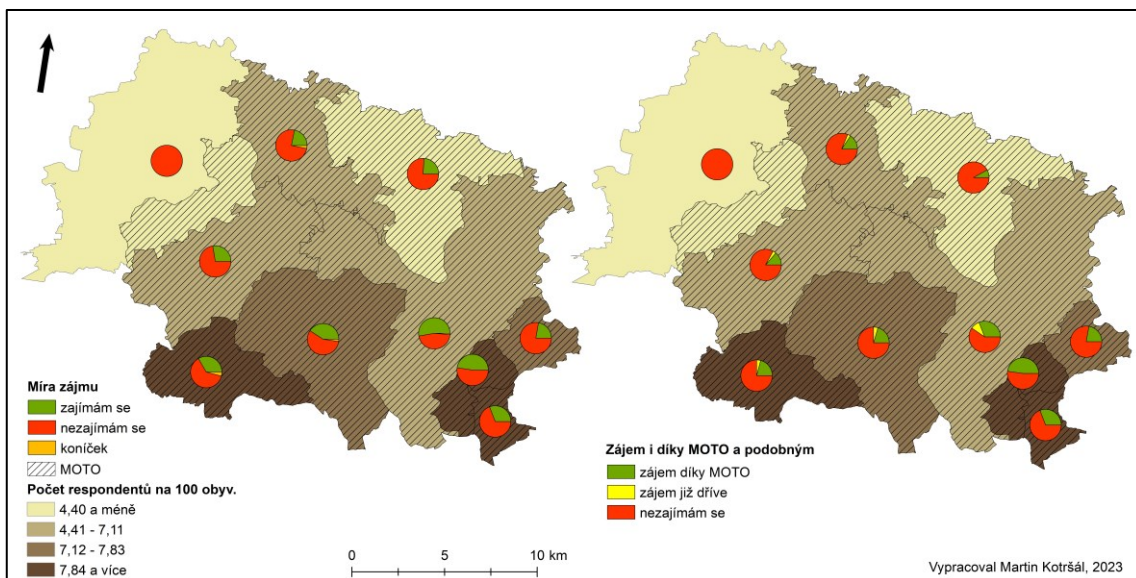 Míra zájmu
zajímám se
nezajímám se
koníček
MOTO
Počet respondentů na 100 obyv.
4,40 a méně
4,41 - 7,11
7,12 - 7,83
7,84 a více
0 5 10 km
Zájem i díky MOTO a podobným
zájem díky MOTO
zájem již dříve
nezajímám se
Vypracoval Martin Kotršál, 2023